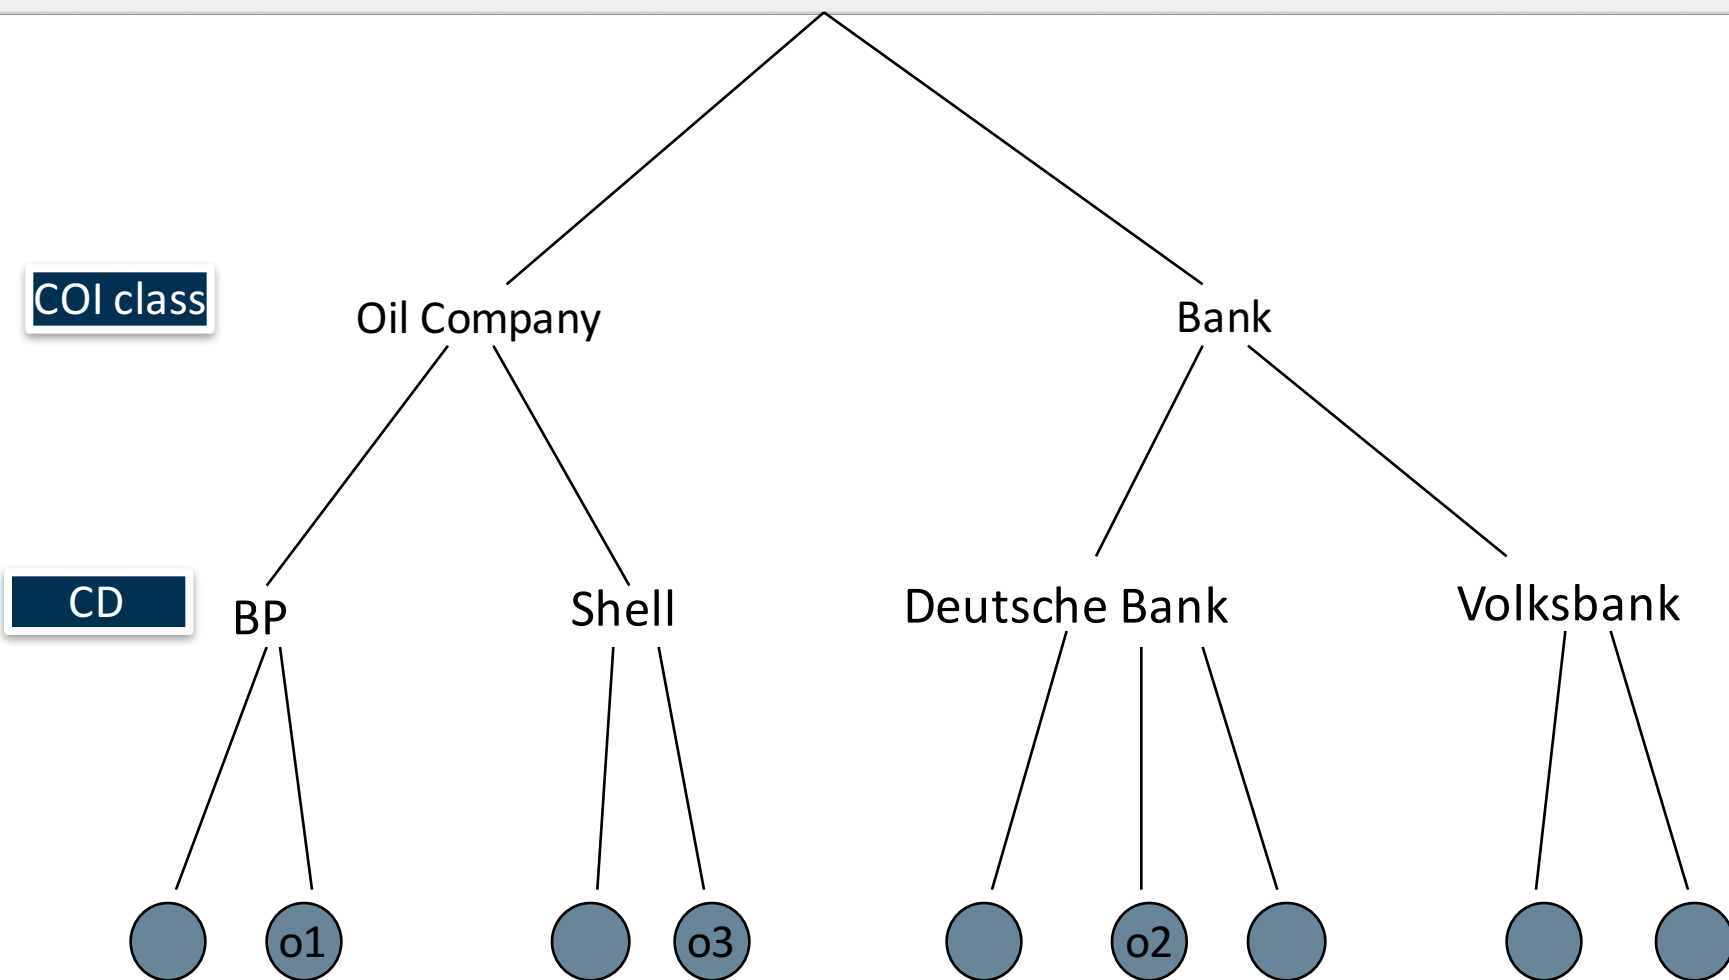 COI class
Oil Company
Bank
CD
BP
Shell
Deutsche Bank
Volksbank
o1
o3
o2